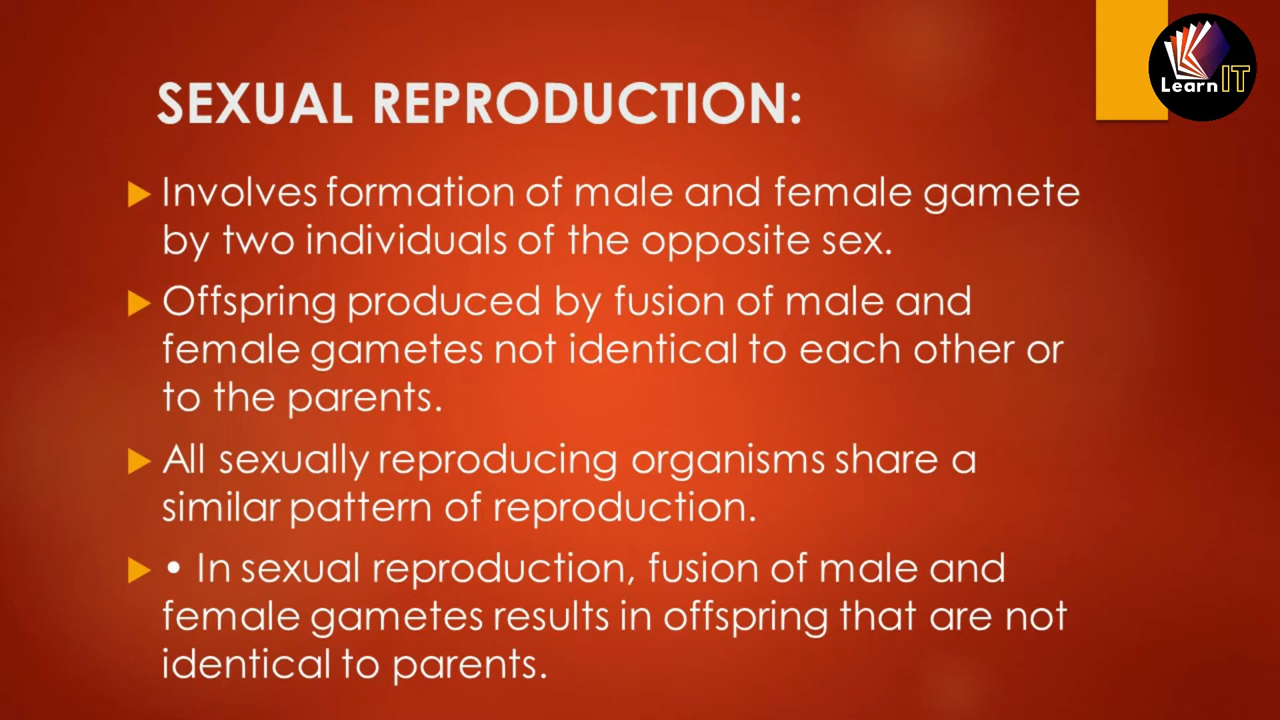 SEXUAL REPRODUCTION:
LearnIT
Involves formation of male and female gamete
by two individuals of the opposite sex.
Offspring produced by fusion of male and
female gametes not identical to each other or
to the parents.
All sexually reproducing organisms share a
similar pattern of reproduction.
• In sexual reproduction, fusion of male and
female gametes results in offspring that are not
identical to parents.